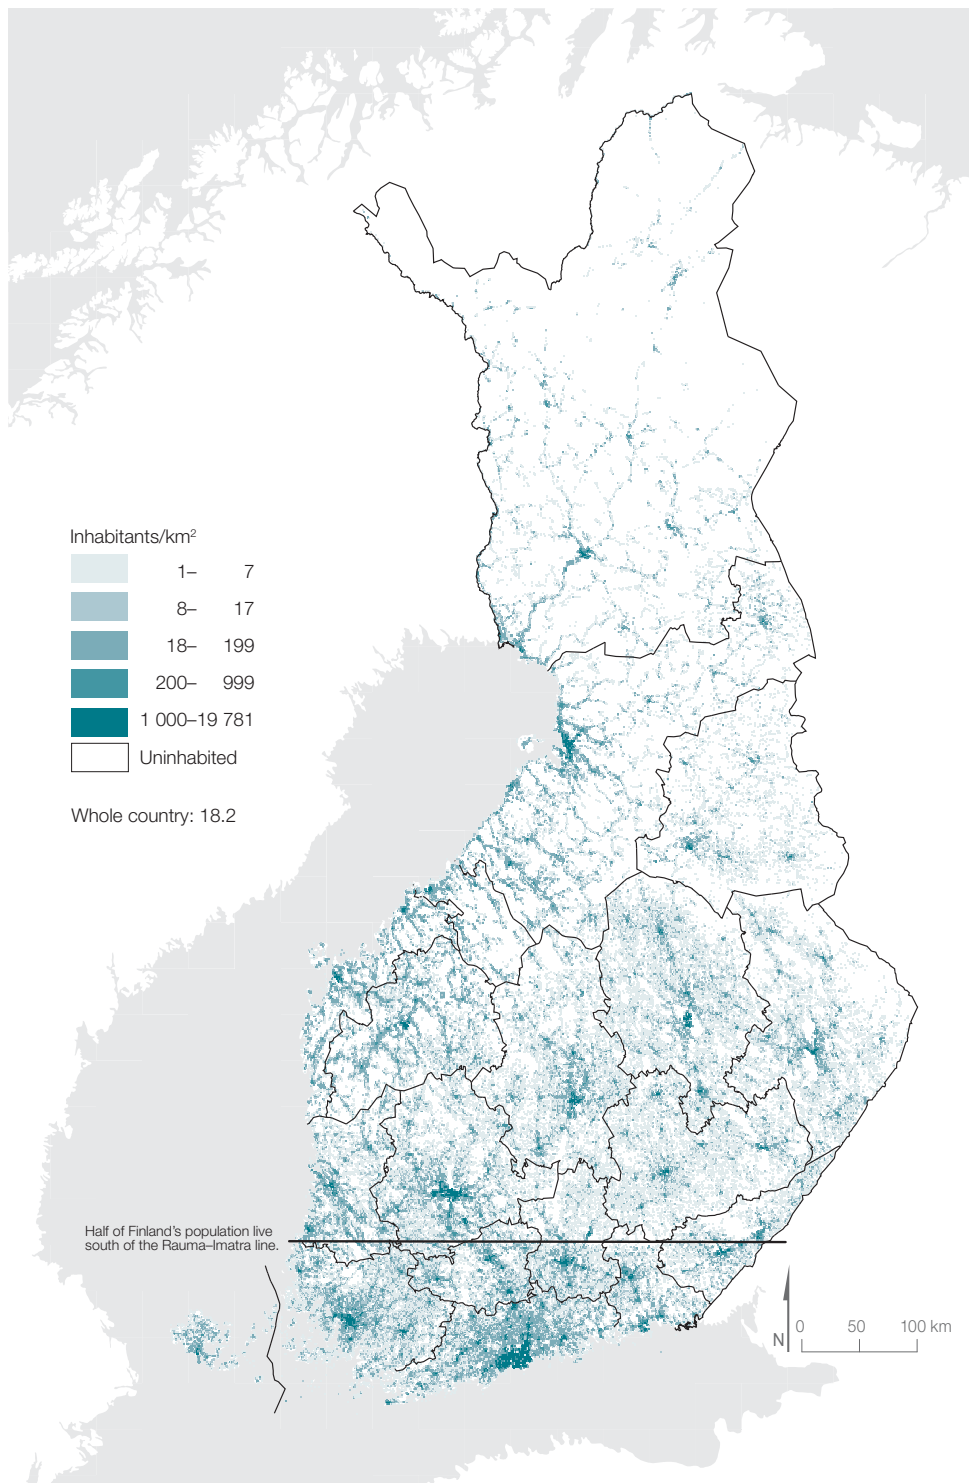 Inhabitants/km²
1– 7
8– 17
18– 199
200– 999
1 000–19 781
Uninhabited
Whole country: 18.2
Half of Finland's population live
south of the Rauma–Imatra line.
N
0 50 100 km